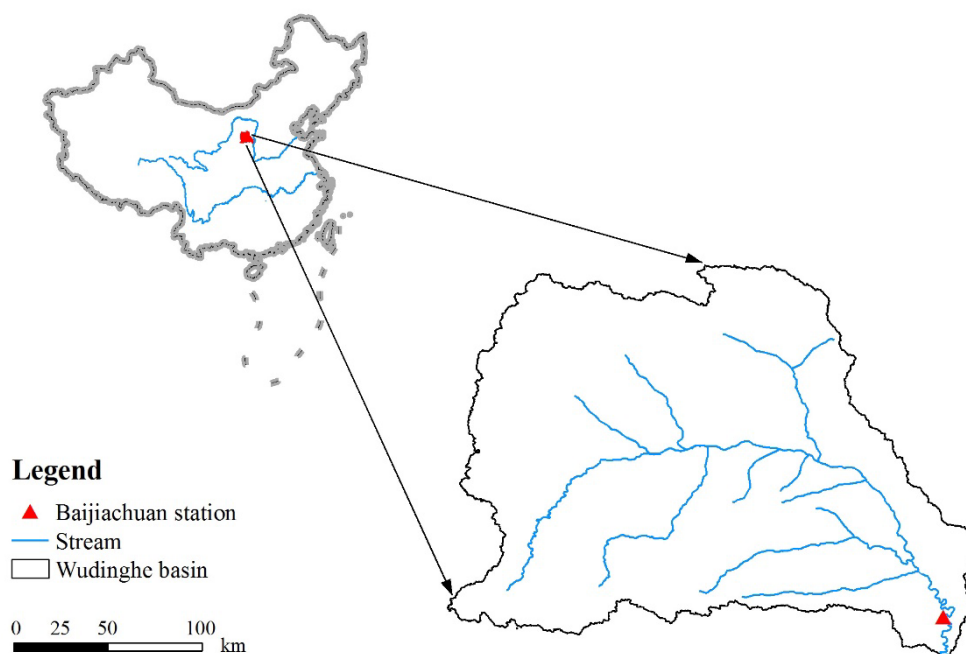 Legend
Baijiachuan station
Stream
Wudinghe basin
0 25 50 100
km